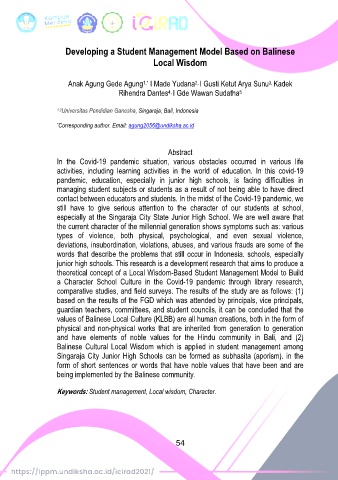 iCIRAD
Developing a Student Management Model Based on Balinese
Local Wisdom
Anak Agung Gede Agung1,* I Made Yudana2, I Gusti Ketut Arya Sunu3, Kadek
Rihendra Dantes4, I Gde Wawan Sudatha5
Universitas Pendidian Ganesha, Singaraja, Bali, Indonesia
*Corresponding author. Email: agung2056@undiksha.ac.id
Abstract
In the Covid-19 pandemic situation, various obstacles occurred in various life
activities, including learning activities in the world of education. In this covid-19
pandemic, education, especially in junior high schools, is facing difficulties in
managing student subjects or students as a result of not being able to have direct
contact between educators and students. In the midst of the Covid-19 pandemic, we
still have to give serious attention to the character of our students at school,
especially at the Singaraja City State Junior High School. We are well aware that
the current character of the millennial generation shows symptoms such as: various
types of violence, both physical, psychological, and even sexual violence,
deviations, insubordination, violations, abuses, and various frauds are some of the
words that describe the problems that still occur in Indonesia. schools, especially
junior high schools. This research is a development research that aims to produce a
theoretical concept of a Local Wisdom-Based Student Management Model to Build
a Character School Culture in the Covid-19 pandemic through library research,
comparative studies, and field surveys. The results of the study are as follows: (1)
based on the results of the FGD which was attended by principals, vice principals,
guardian teachers, committees, and student councils, it can be concluded that the
values of Balinese Local Culture (KLBB) are all human creations, both in the form of
physical and non-physical works that are inherited from generation to generation
and have elements of noble values for the Hindu community in Bali, and (2)
Balinese Cultural Local Wisdom which is applied in student management among
Singaraja City Junior High Schools can be formed as subhasita (aporism). in the
form of short sentences or words that have noble values that have been and are
being implemented by the Balinese community.
Keywords: Student management, Local wisdom, Character.
54
https://lppm.undiksha.ac.id/icirad2021/